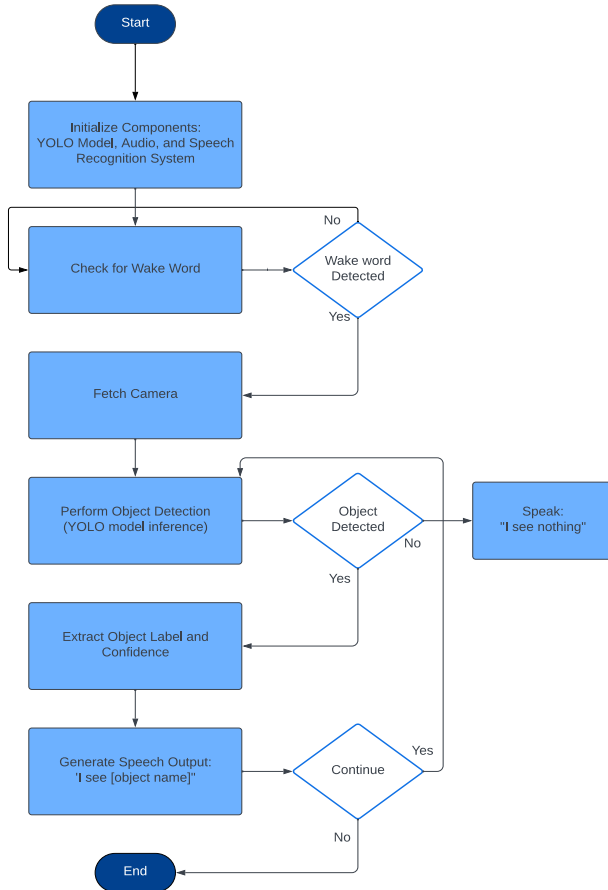 Start
Initialize Components:
YOLO Model, Audio, and Speech
Recognition System
No
Check for Wake Word
Wake word
Detected
Yes
Fetch Camera
Perform Object Detection
(YOLO model inference)
Object
Detected
No
Speak:
"I see nothing"
Yes
Extract Object Label and
Confidence
Generate Speech Output:
'I see [object name]"
Continue
Yes
No
End